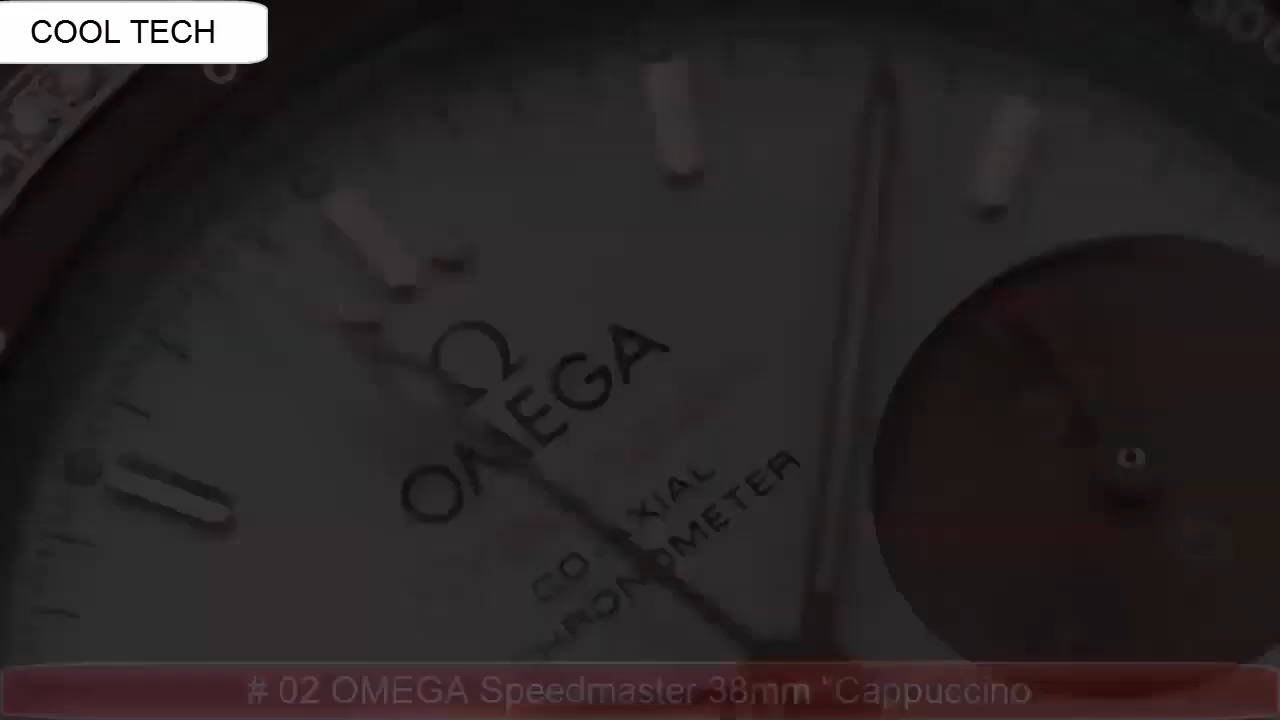 COOL TECH
Ω
OMEGA
CO-AXIAL
CHRONOMETER
# 02 OMEGA Speedmaster 38mm "Cappuccino